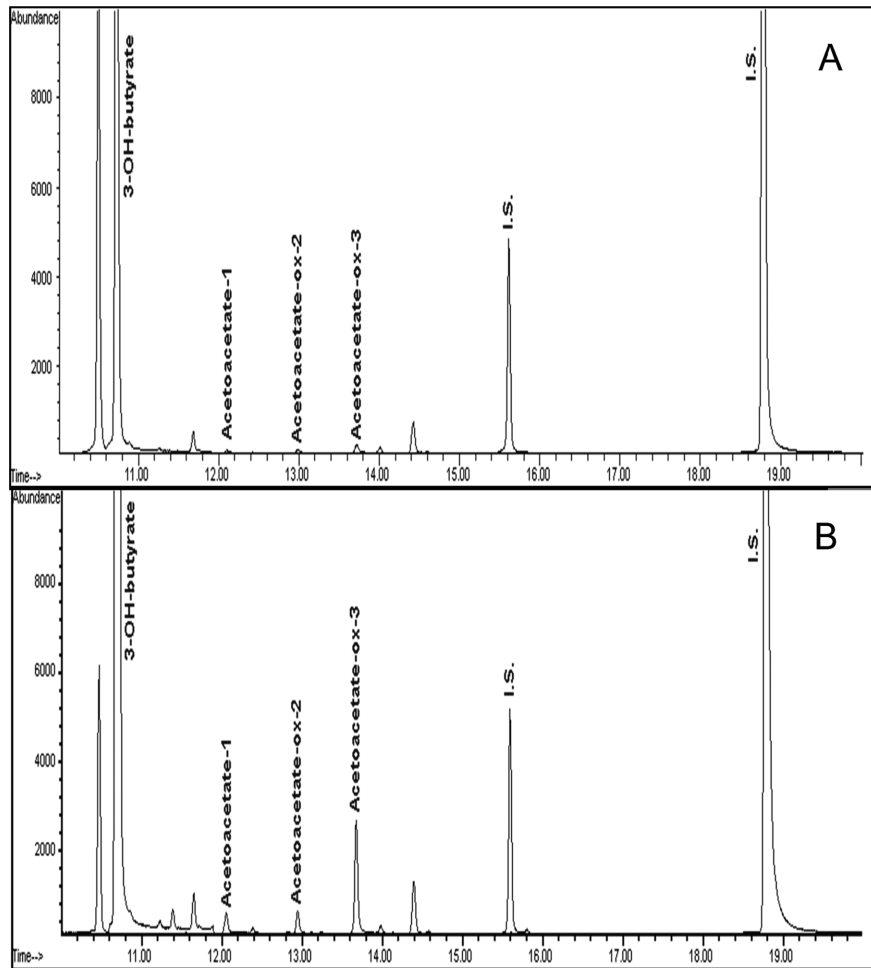 Abundance
A
8000
6000
4000
2000
3-OH-butyrate
Acetoacetate-1
Acetoacetate-ox-2
Acetoacetate-ox-3
I.S.
I.S.
Time-->
11.00 12.00 13.00 14.00 15.00 16.00 17.00 18.00 19.00
Abundance
B
8000
6000
4000
2000
3-OH-butyrate
Acetoacetate-1
Acetoacetate-ox-2
Acetoacetate-ox-3
I.S.
I.S.
Time-->
11.00 12.00 13.00 14.00 15.00 16.00 17.00 18.00 19.00